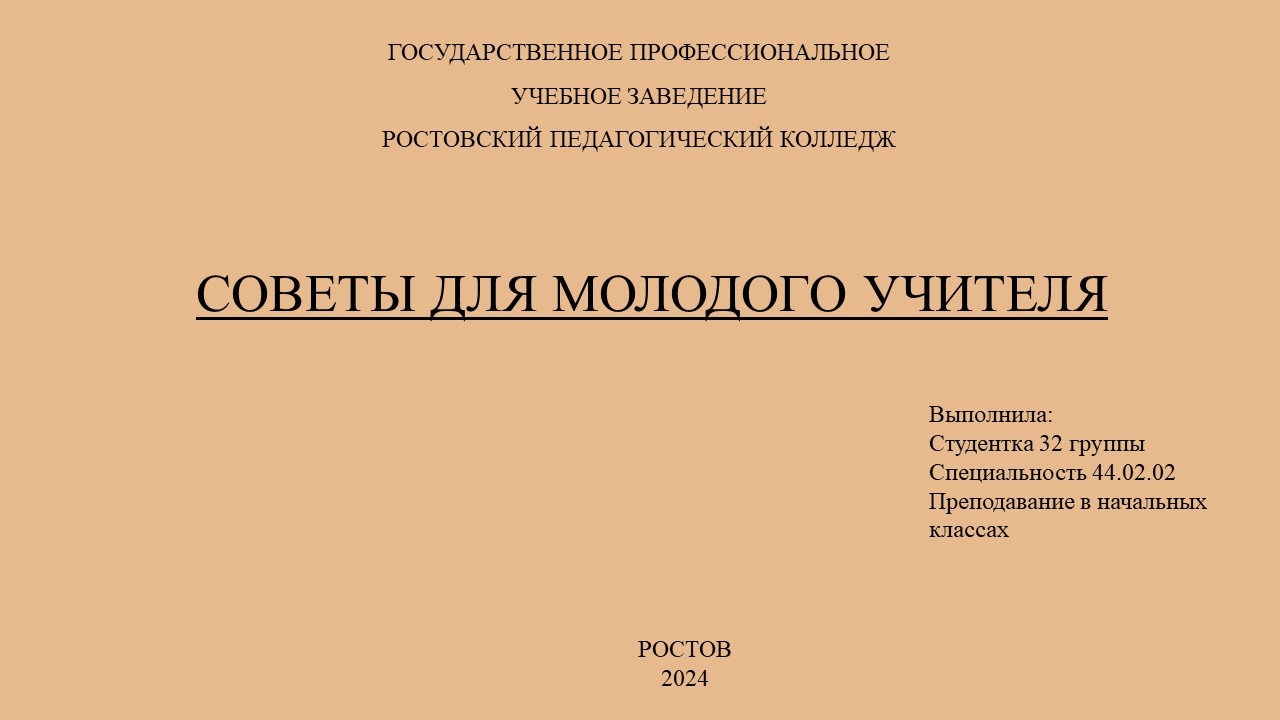 ГОСУДАРСТВЕННОЕ ПРОФЕССИОНАЛЬНОЕ
УЧЕБНОЕ ЗАВЕДЕНИЕ
РОСТОВСКИЙ ПЕДАГОГИЧЕСКИЙ КОЛЛЕДЖ
СОВЕТЫ ДЛЯ МОЛОДОГО УЧИТЕЛЯ
Выполнила:
Студентка 32 группы
Специальность 44.02.02
Преподавание в начальных
классах
РОСТОВ
2024